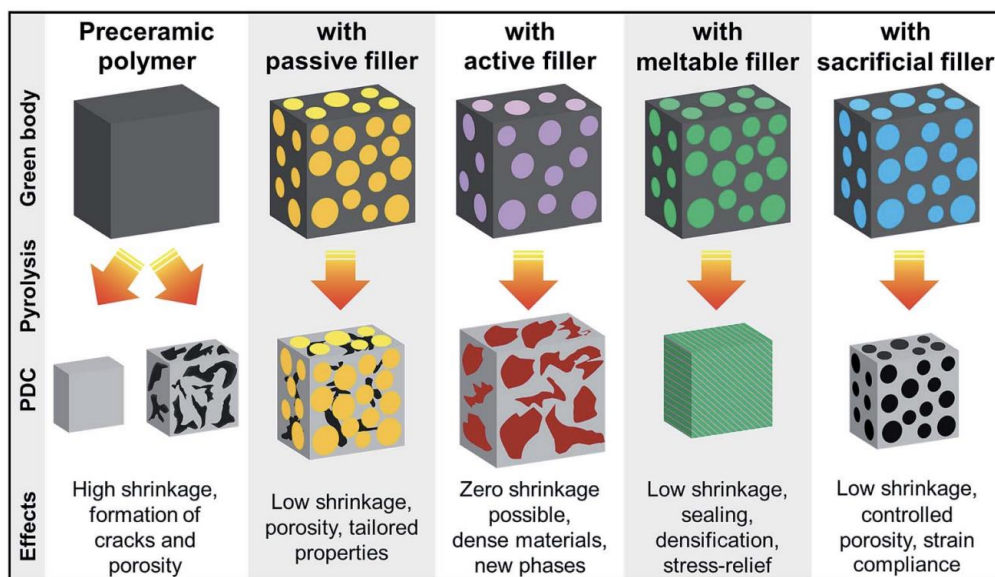 Preceramic
polymer
with
passive filler
with
active filler
with
meltable filler
with
sacrificial filler
Green body
Pyrolysis
PDC
Effects
High shrinkage,
formation of
cracks and
porosity
Low shrinkage,
porosity, tailored
properties
Zero shrinkage
possible,
dense materials,
new phases
Low shrinkage,
sealing,
densification,
stress-relief
Low shrinkage,
controlled
porosity, strain
compliance